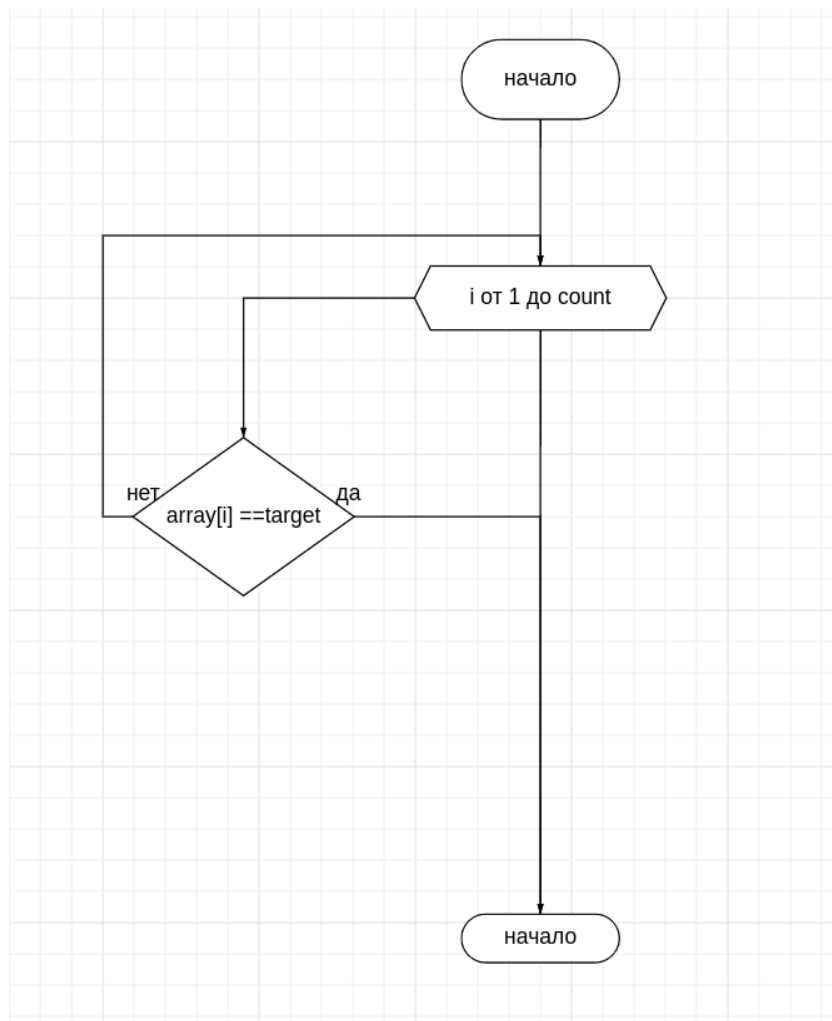 начало
i от 1 до count
нет
да
array[i] ==target
начало